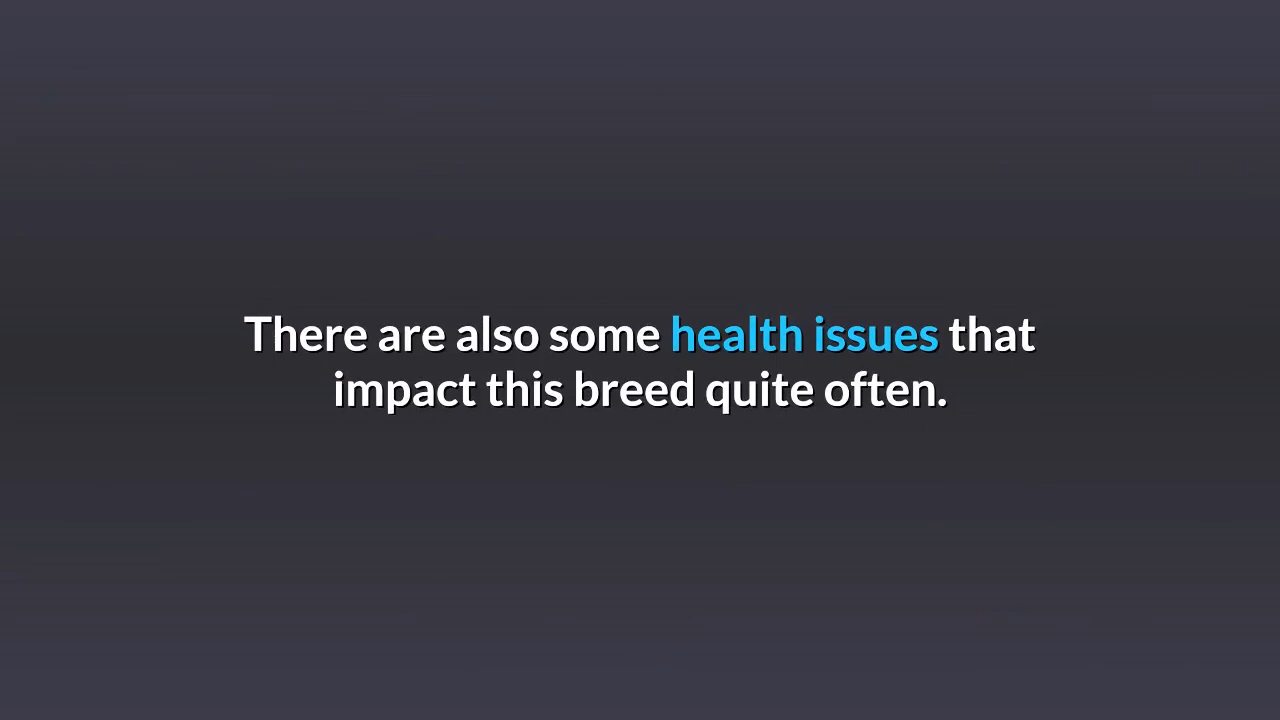 There are also some health issues that
impact this breed quite often.